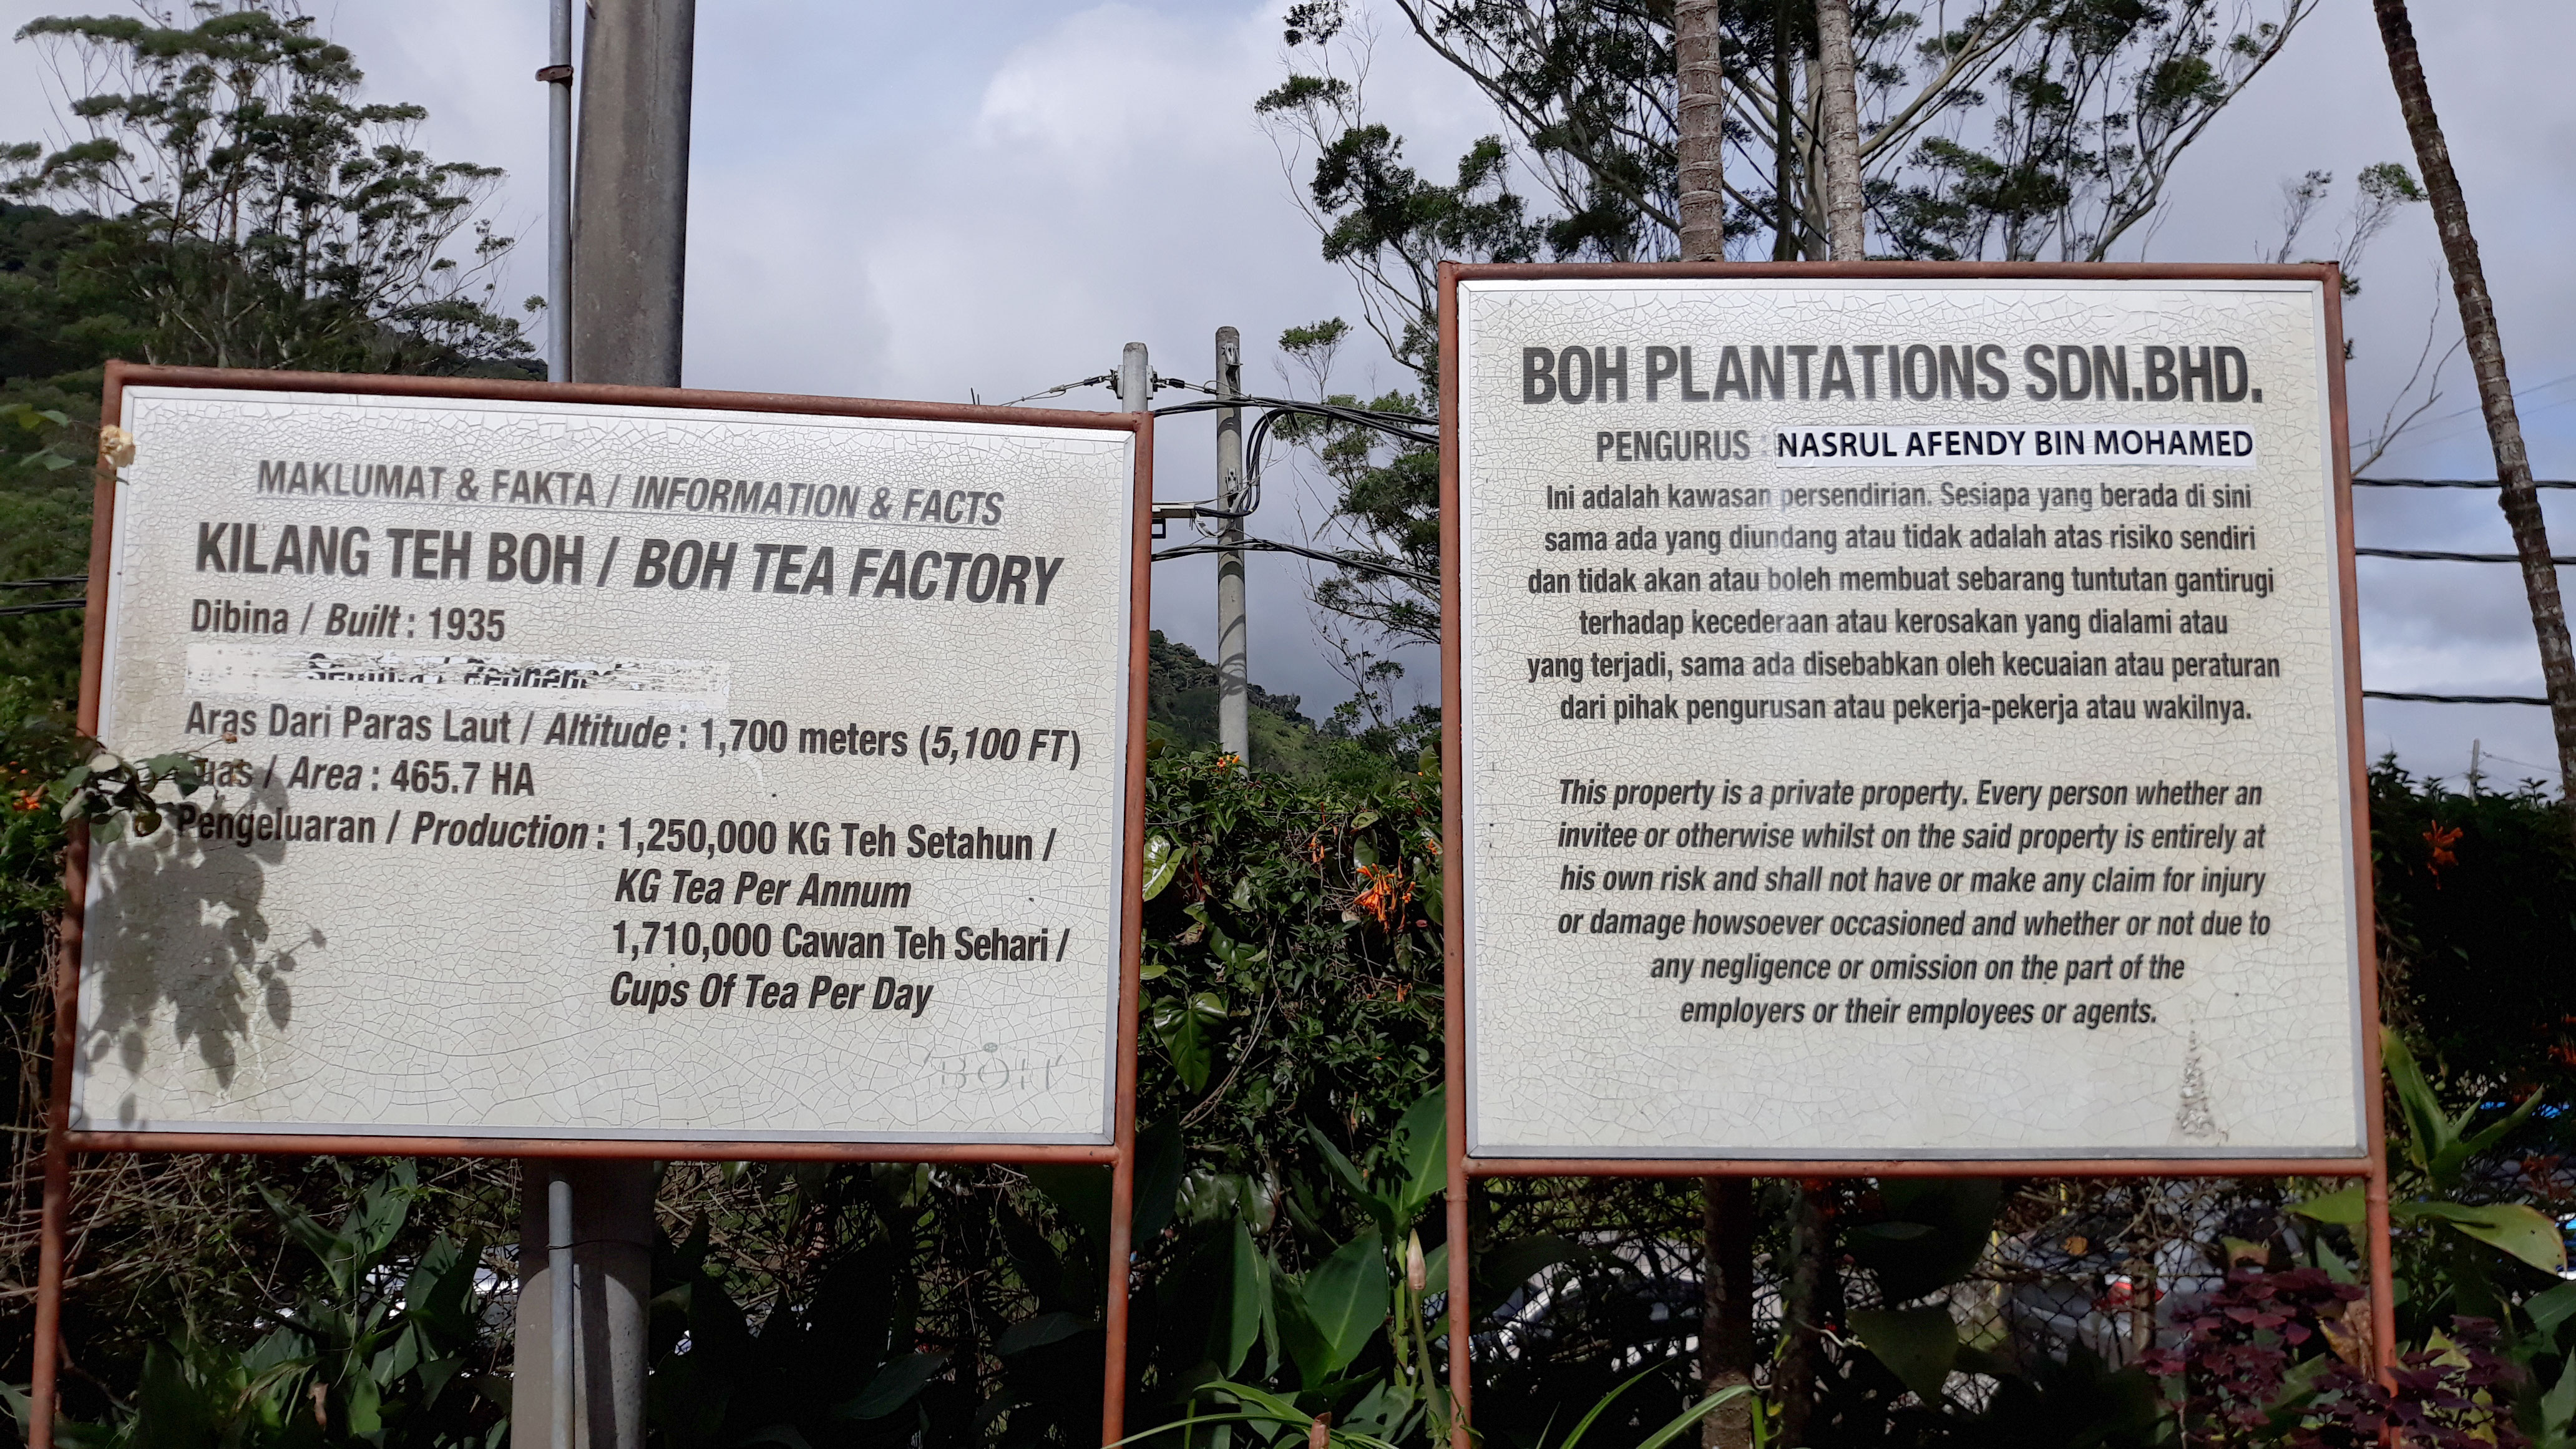 MAKLUMAT & FAKTA / INFORMATION & FACTS
KILANG TEH BOH / BOH TEA FACTORY
Dibina / Built : 1935
Aras Dari Paras Laut / Altitude : 1,700 meters (5,100 FT)
/ Area : 465.7 HA
Pengeluaran / Production : 1,250,000 KG Teh Setahun /
KG Tea Per Annum
1,710,000 Cawan Teh Sehari /
Cups Of Tea Per Day
BOH
BOH PLANTATIONS SDN.BHD.
PENGURUS : NASRUL AFENDY BIN MOHAMED
Ini adalah kawasan persendirian. Sesiapa yang berada di sini
sama ada yang diundang atau tidak adalah atas risiko sendiri
dan tidak akan atau boleh membuat sebarang tuntutan gantirugi
terhadap kecederaan atau kerosakan yang dialami atau
yang terjadi, sama ada disebabkan oleh kecuaian atau peraturan
dari pihak pengurusan atau pekerja-pekerja atau wakilnya.
This property is a private property. Every person whether an
invitee or otherwise whilst on the said property is entirely at
his own risk and shall not have or make any claim for injury
or damage howsoever occasioned and whether or not due to
any negligence or omission on the part of the
employers or their employees or agents.